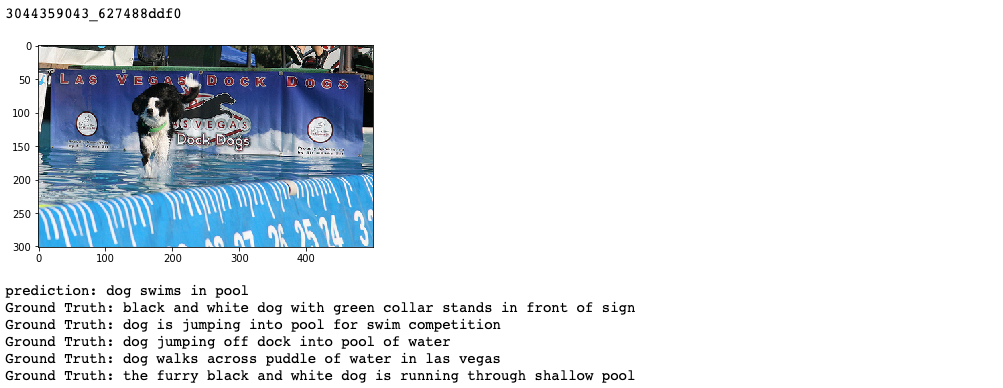 3044359043_627488ddf0
0
50
LAS VEGAS DOCK DOGS
100
LAS VEGAS
150
Dock Dogs
200
250
28 27 26 25 24
300
0 100 200 300 400
prediction: dog swims in pool
Ground Truth: black and white dog with green collar stands in front of sign
Ground Truth: dog is jumping into pool for swim competition
Ground Truth: dog jumping off dock into pool of water
Ground Truth: dog walks across puddle of water in las vegas
Ground Truth: the furry black and white dog is running through shallow pool